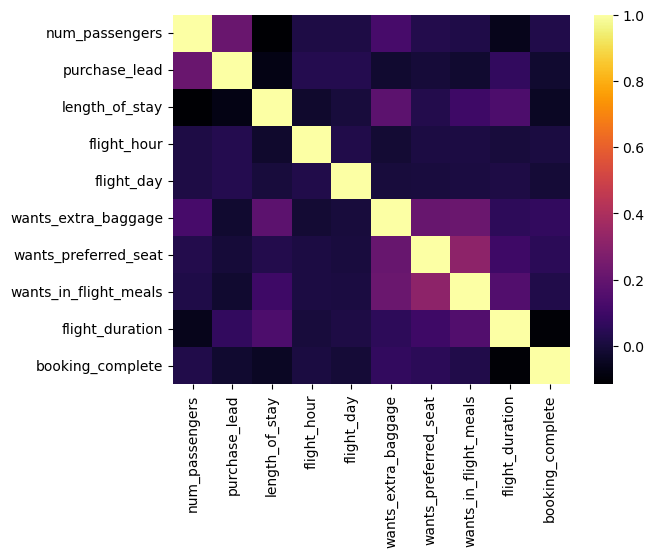 num_passengers
purchase_lead
length_of_stay
flight_hour
flight_day
wants_extra_baggage
wants_preferred_seat
wants_in_flight_meals
flight_duration
booking_complete
num_passengers
purchase_lead
length_of_stay
flight_hour
flight_day
wants_extra_baggage
wants_preferred_seat
wants_in_flight_meals
flight_duration
booking_complete
1.0
0.8
0.6
0.4
0.2
0.0